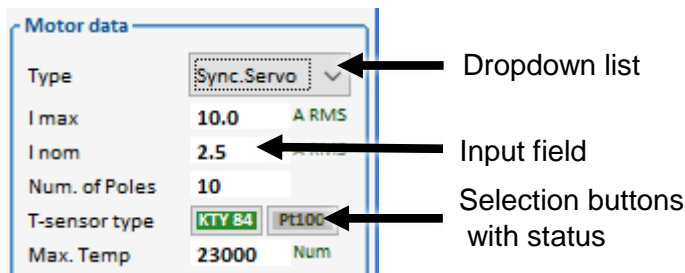 Motor data
Type Sync.Servo Dropdown list
I max 10.0 A RMS
I nom 2.5 A RMS Input field
Num. of Poles 10
T-sensor type KTY 84 Pt100 Selection buttons
with status
Max. Temp 23000 Num